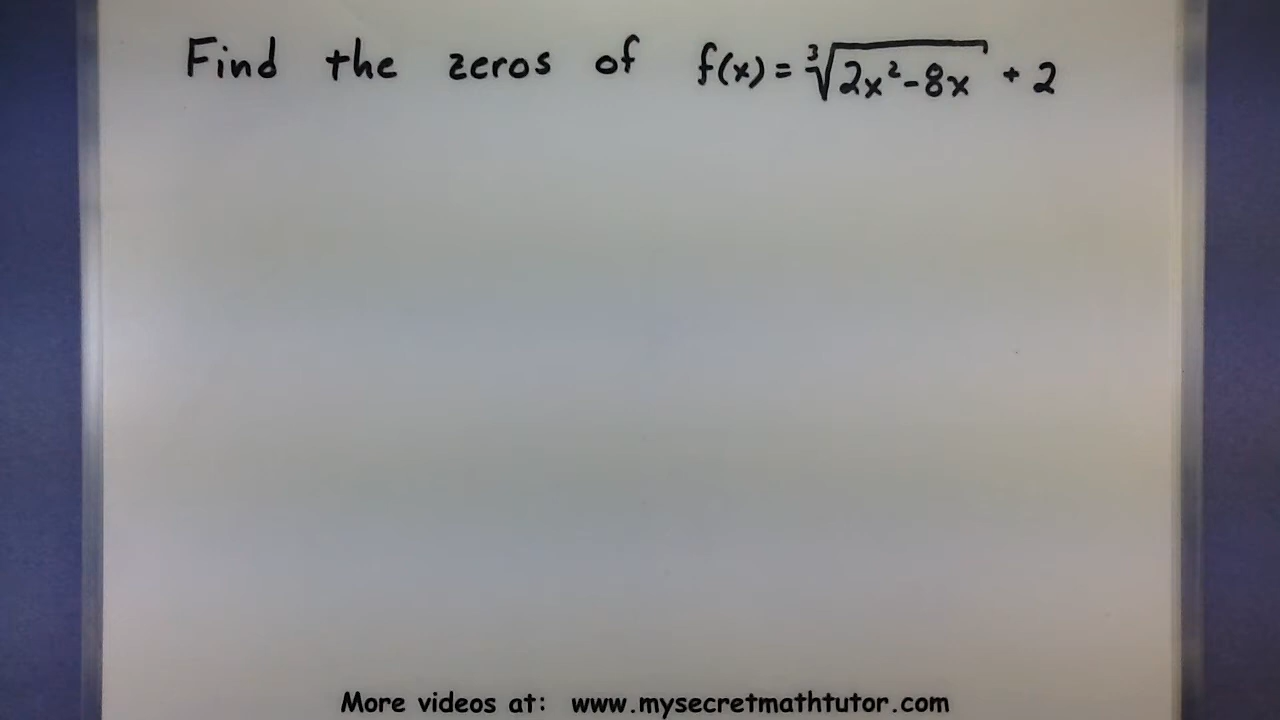 Find the zeros of f(x) = ∛(2x² - 8x) + 2
More videos at: www.mysecretmathtutor.com